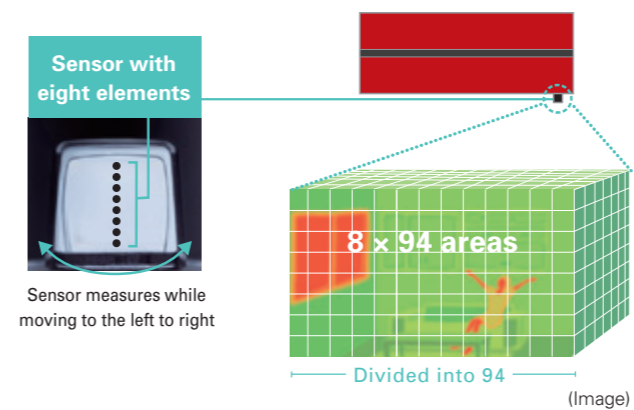 Sensor with
eight elements
8 × 94 areas
Sensor measures while
moving to the left to right
Divided into 94
(Image)